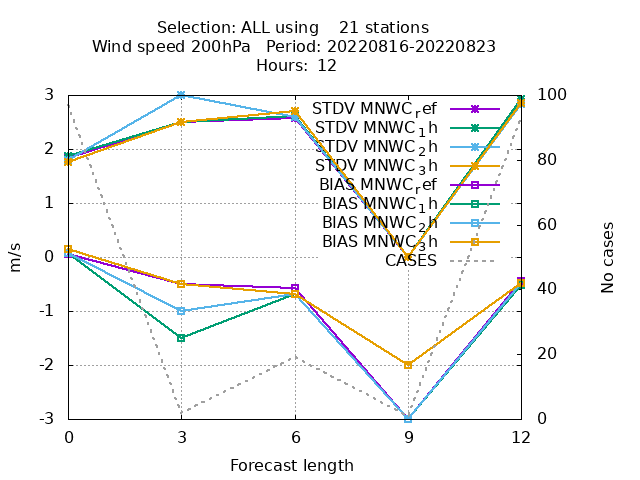 Selection: ALL using 21 stations
Wind speed 200hPa Period: 20220816-20220823
Hours: 12
STDV MNWC_ref
STDV MNWC_1h
STDV MNWC_2h
STDV MNWC_3h
BIAS MNWC_ref
BIAS MNWC_1h
BIAS MNWC_2h
BIAS MNWC_3h
CASES
m/s
3
2
1
0
-1
-2
-3
No cases
100
80
60
40
20
0
0 3 6 9 12
Forecast length